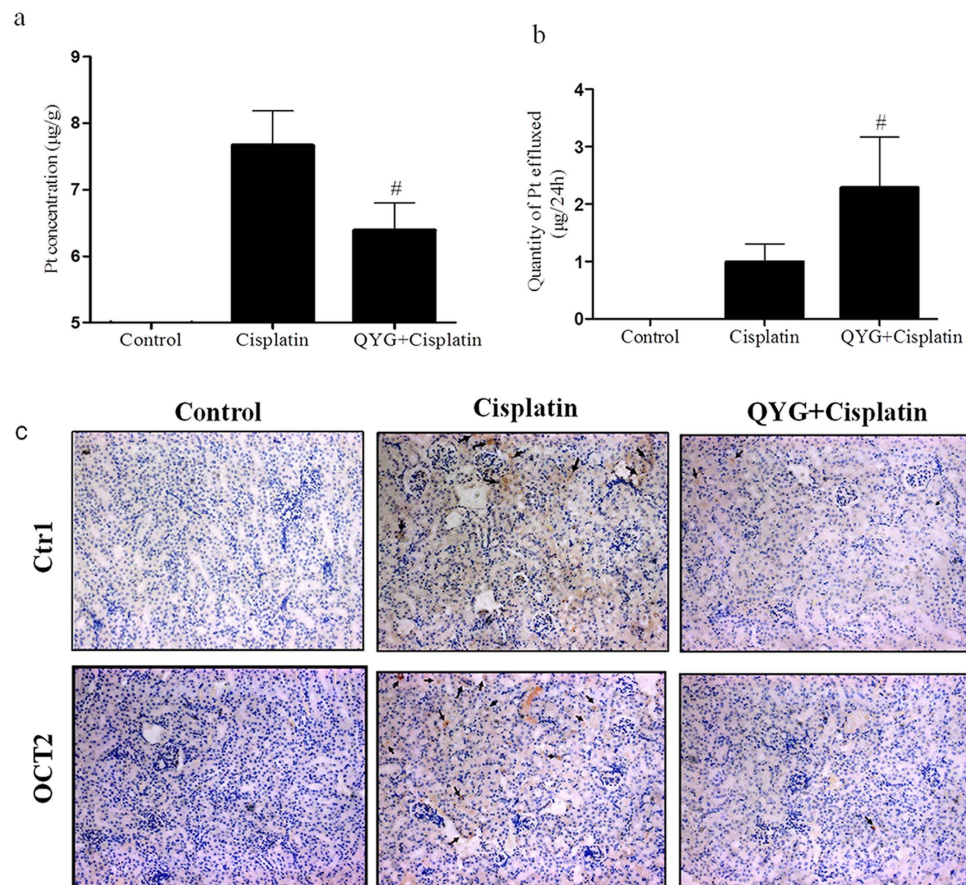 a
b
9
8
7
6
5
Pt concentration (μg/g)
#
Control
Cisplatin
QYG+Cisplatin
4
3
2
1
0
Quantity of Pt effluxed
(μg/24h)
#
Control
Cisplatin
QYG+Cisplatin
c
Control
Cisplatin
QYG+Cisplatin
Ctr1
OCT2